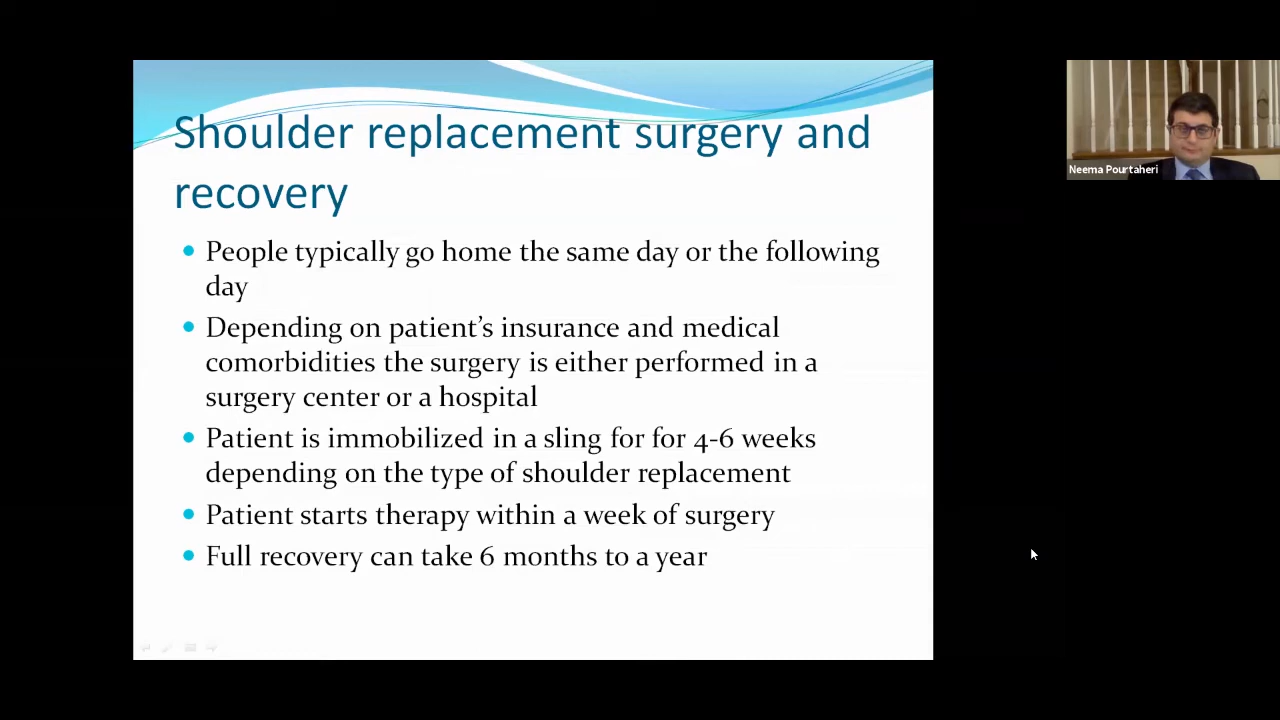 Shoulder replacement surgery and
recovery
People typically go home the same day or the following
day
Depending on patient’s insurance and medical
comorbidities the surgery is either performed in a
surgery center or a hospital
Patient is immobilized in a sling for for 4-6 weeks
depending on the type of shoulder replacement
Patient starts therapy within a week of surgery
Full recovery can take 6 months to a year
Neema Pourtaheri